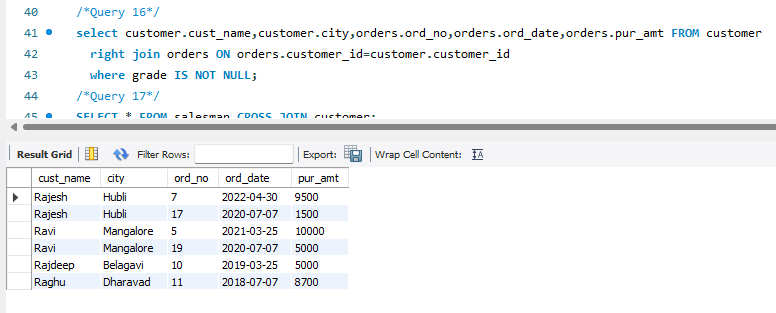 40 /*Query 16*/
41 select customer.cust_name,customer.city,orders.ord_no,orders.ord_date,orders.pur_amt FROM customer
42 right join orders ON orders.customer_id=customer.customer_id
43 where grade IS NOT NULL;
44 /*Query 17*/
45 SELECT * FROM salesman CROSS JOIN customer;
Result Grid Filter Rows: Export: Wrap Cell Content:
cust_name city ord_no ord_date pur_amt
Rajesh Hubli 7 2022-04-30 9500
Rajesh Hubli 17 2020-07-07 1500
Ravi Mangalore 5 2021-03-25 10000
Ravi Mangalore 19 2020-07-07 5000
Rajdeep Belagavi 10 2019-03-25 5000
Raghu Dharavad 11 2018-07-07 8700